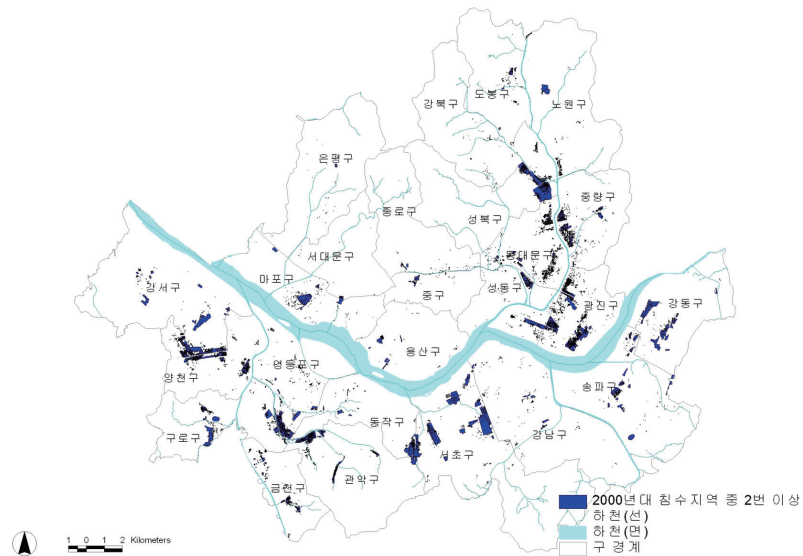 도봉구
강북구
노원구
은평구
중랑구
종로구
성북구
서대문구
동대문구
마포구
강서구
중구
성동구
광진구
강동구
용산구
영등포구
양천구
송파구
동작구
구로구
서초구
강남구
관악구
금천구
2000년대 침수지역 중 2번 이상
하천(선)
하천(면)
구 경계
1 0 1 2 Kilometers